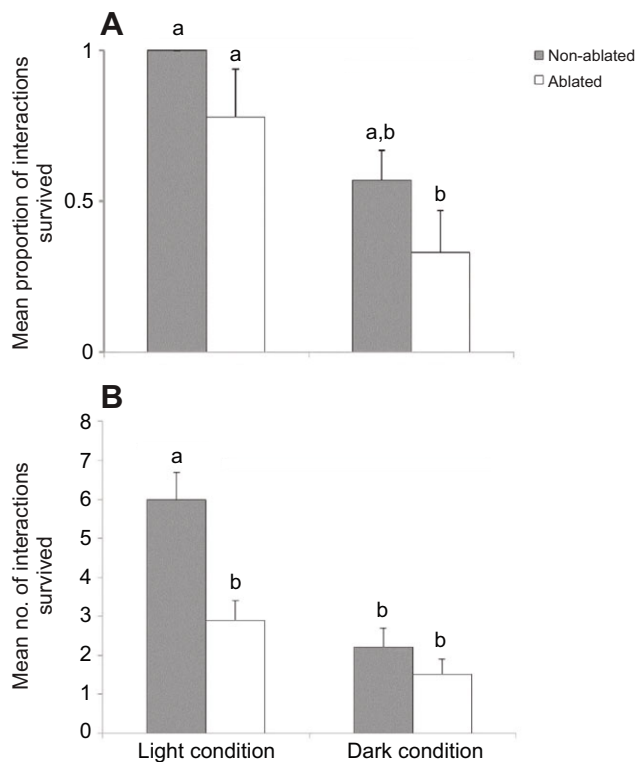 A
Mean proportion of interactions
survived
1
0.5
0
a
a
a,b
b
Non-ablated
Ablated
B
Mean no. of interactions
survived
8
7
6
5
4
3
2
1
0
a
b
b
b
Light condition
Dark condition